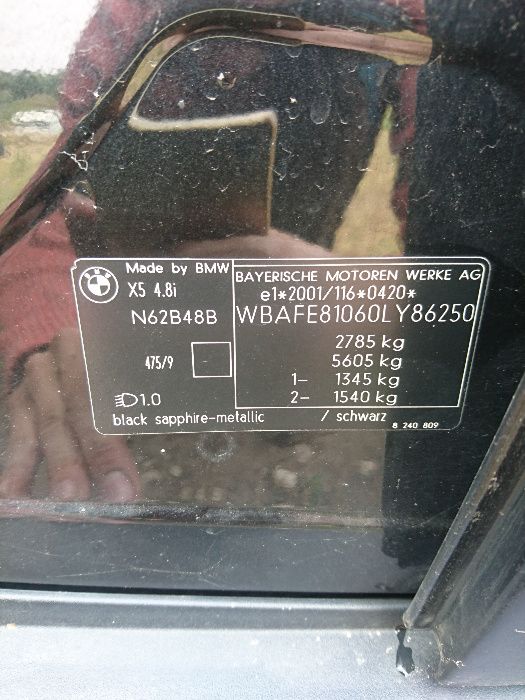 BMW
Made by BMW
X5 4.8i
N62B48B
475/9
-
1.0
BAYERISCHE MOTOREN WERKE AG
e1*2001/116*0420*
WBAFE81060LY86250
2785 kg
5605 kg
1- 1345 kg
2- 1540 kg
black sapphire-metallic / schwarz
8 240 809